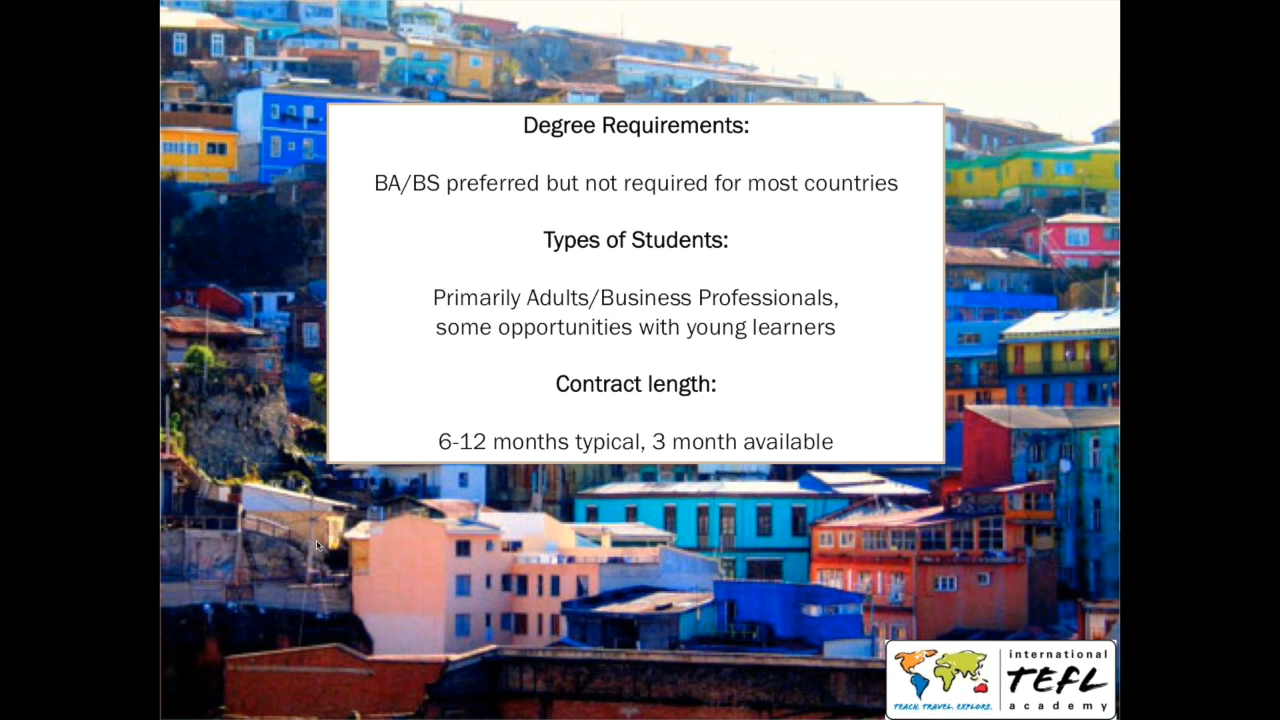 Degree Requirements:
BA/BS preferred but not required for most countries
Types of Students:
Primarily Adults/Business Professionals,
some opportunities with young learners
Contract length:
6-12 months typical, 3 month available
international
TEFL
academy
TEACH. TRAVEL. EXPLORE.